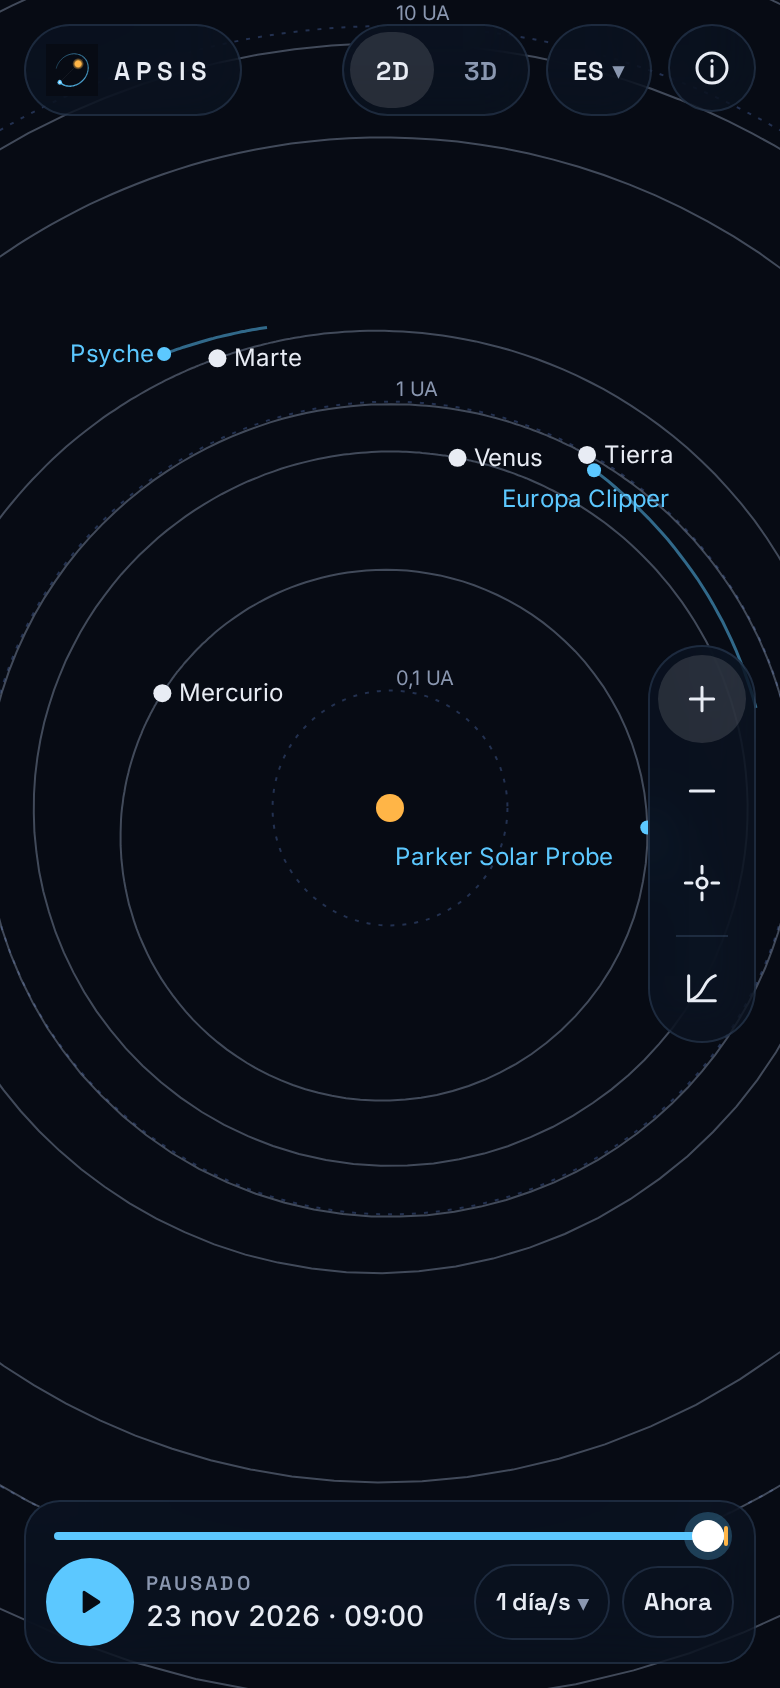 10 UA
APSIS
2D
3D
ES ▾
Psyche
Marte
1 UA
Venus
Tierra
Europa Clipper
0,1 UA
Mercurio
Parker Solar Probe
PAUSADO
23 nov 2026 · 09:00
1 día/s ▾
Ahora